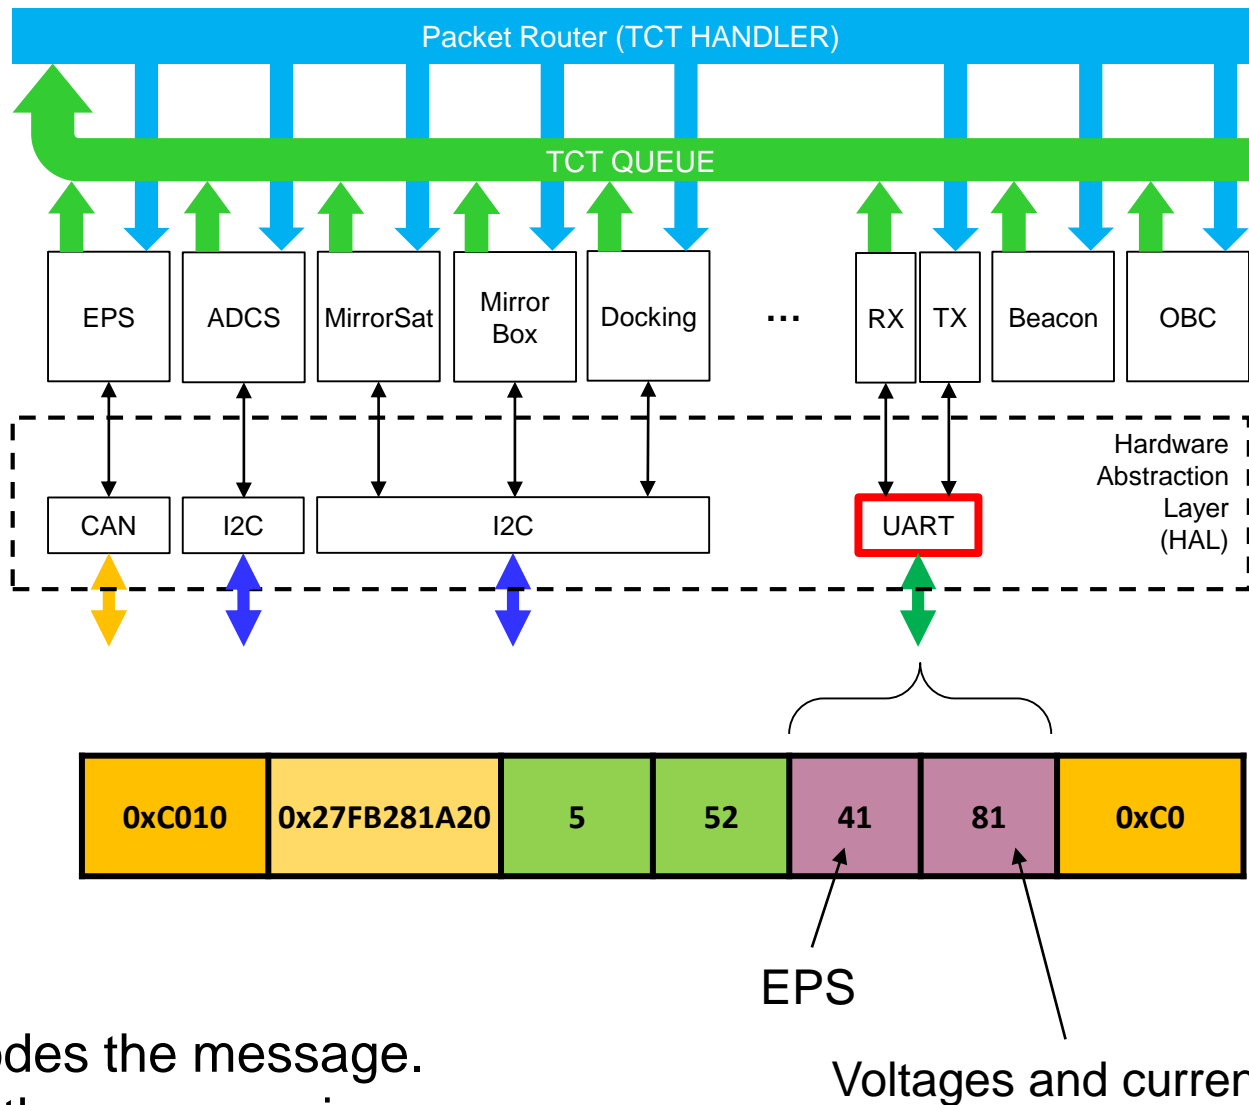 Packet Router (TCT HANDLER)
TCT QUEUE
EPS
ADCS
MirrorSat
Mirror
Box
Docking
...
RX
TX
Beacon
OBC
Hardware
Abstraction
Layer
(HAL)
CAN
I2C
I2C
UART
0xC010
0x27FB281A20
5
52
41
81
0xC0
EPS
Voltages and curren
odes the message.